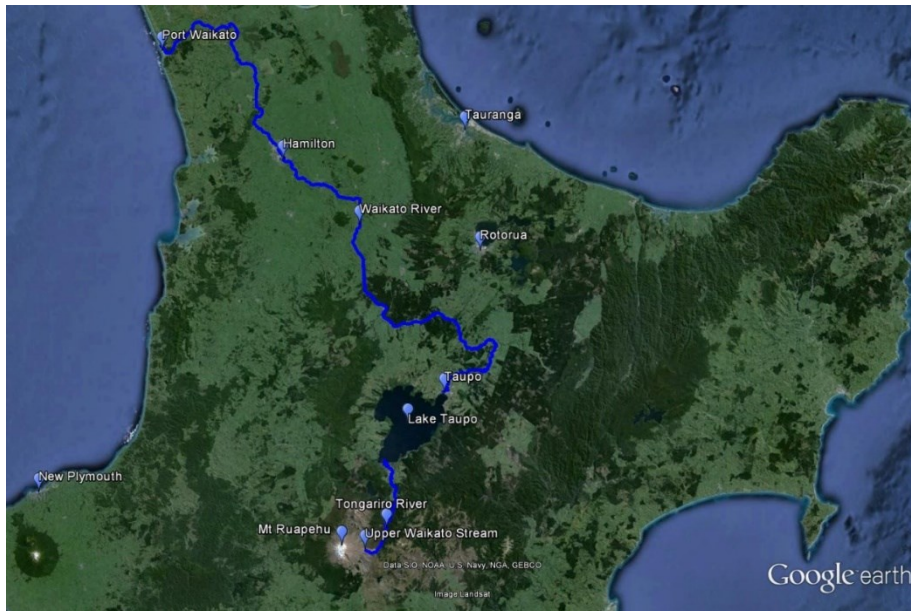 Port Waikato
Tauranga
Hamilton
Waikato River
Rotorua
Taupo
Lake Taupo
New Plymouth
Tongariro River
Mt Ruapehu
Upper Waikato Stream
Data SIO, NOAA, U.S. Navy, NGA, GEBCO
Image Landsat
Google earth